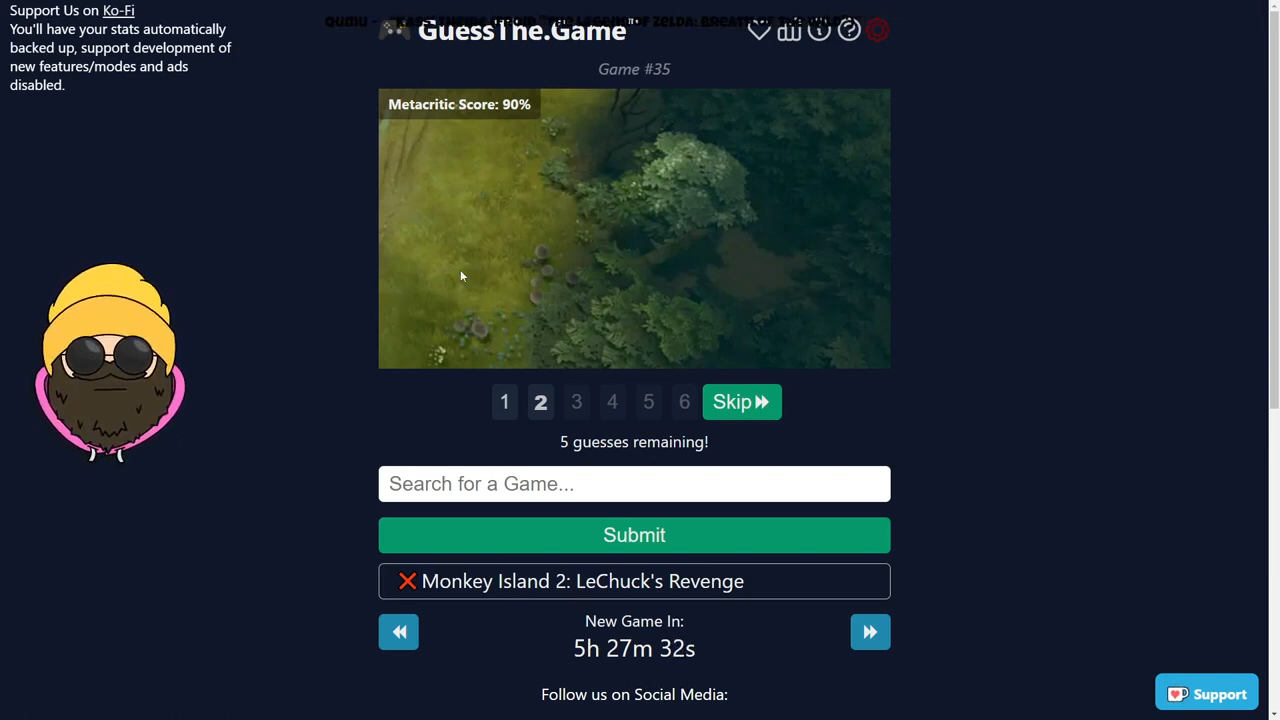 Support Us on Ko-Fi
You'll have your stats automatically
backed up, support development of
new features/modes and ads
disabled.
GuessThe.Game
Game #35
Metacritic Score: 90%
1 2 3 4 5 6 Skip
5 guesses remaining!
Search for a Game...
Submit
Monkey Island 2: LeChuck's Revenge
New Game In:
5h 27m 32s
Follow us on Social Media:
Support